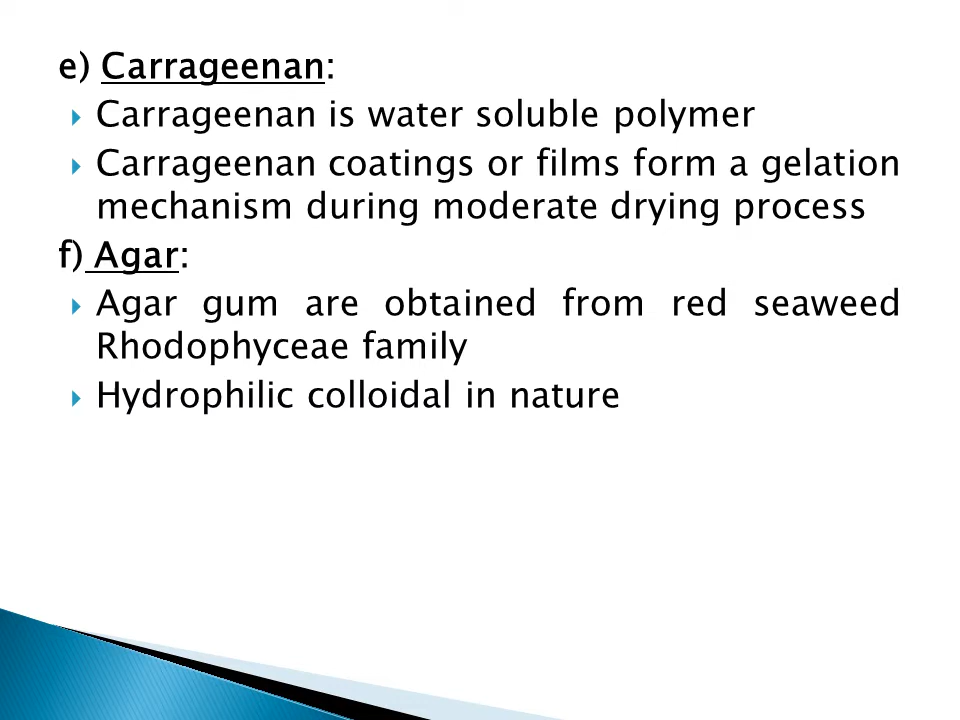 e) Carrageenan:
Carrageenan is water soluble polymer
Carrageenan coatings or films form a gelation
mechanism during moderate drying process
f) Agar:
Agar gum are obtained from red seaweed
Rhodophyceae family
Hydrophilic colloidal in nature